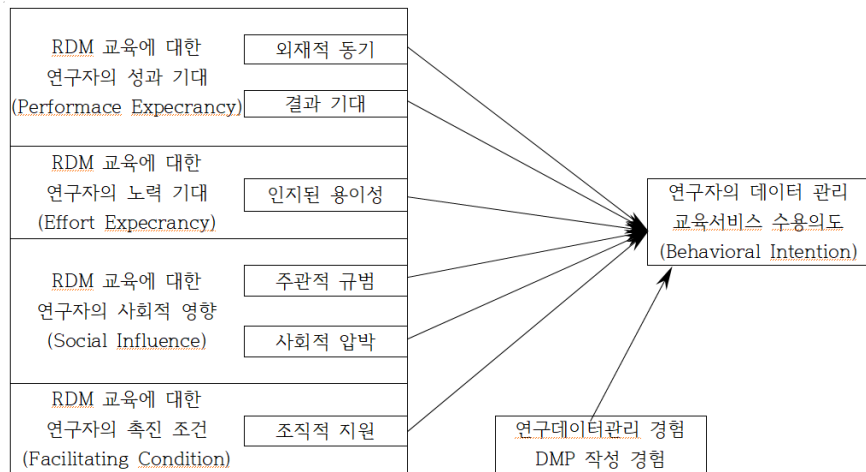 RDM 교육에 대한
연구자의 성과 기대
(Performace Expecrancy)
외재적 동기
결과 기대
RDM 교육에 대한
연구자의 노력 기대
(Effort Expecrancy)
인지된 용이성
RDM 교육에 대한
연구자의 사회적 영향
(Social Influence)
주관적 규범
사회적 압박
RDM 교육에 대한
연구자의 촉진 조건
(Facilitating Condition)
조직적 지원
연구자의 데이터 관리
교육서비스 수용의도
(Behavioral Intention)
연구데이터관리 경험
DMP 작성 경험